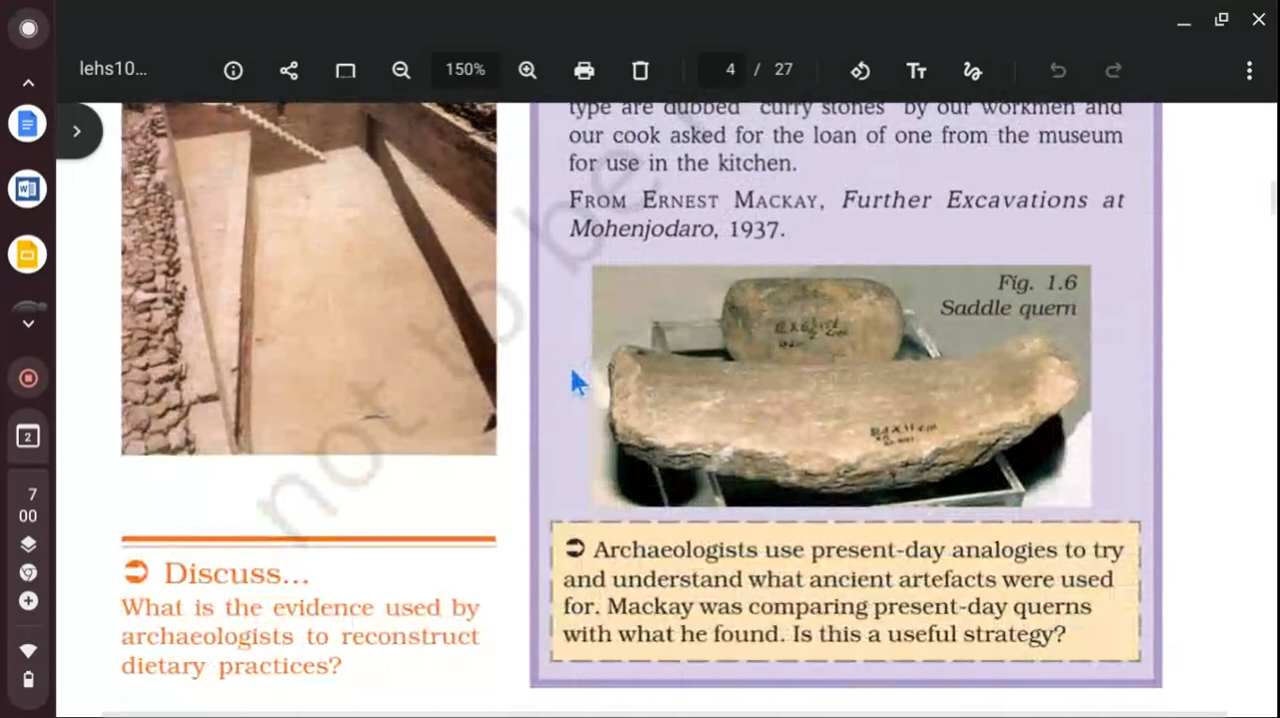 lehs10...
150%
4 / 27
type are dubbed "curry stones" by our workmen and
our cook asked for the loan of one from the museum
for use in the kitchen.
FROM ERNEST MACKAY, Further Excavations at
Mohenjodaro, 1937.
Fig. 1.6
Saddle quern
Discuss...
What is the evidence used by
archaeologists to reconstruct
dietary practices?
Archaeologists use present-day analogies to try
and understand what ancient artefacts were used
for. Mackay was comparing present-day querns
with what he found. Is this a useful strategy?
not to be
W
2
7
00
Tt